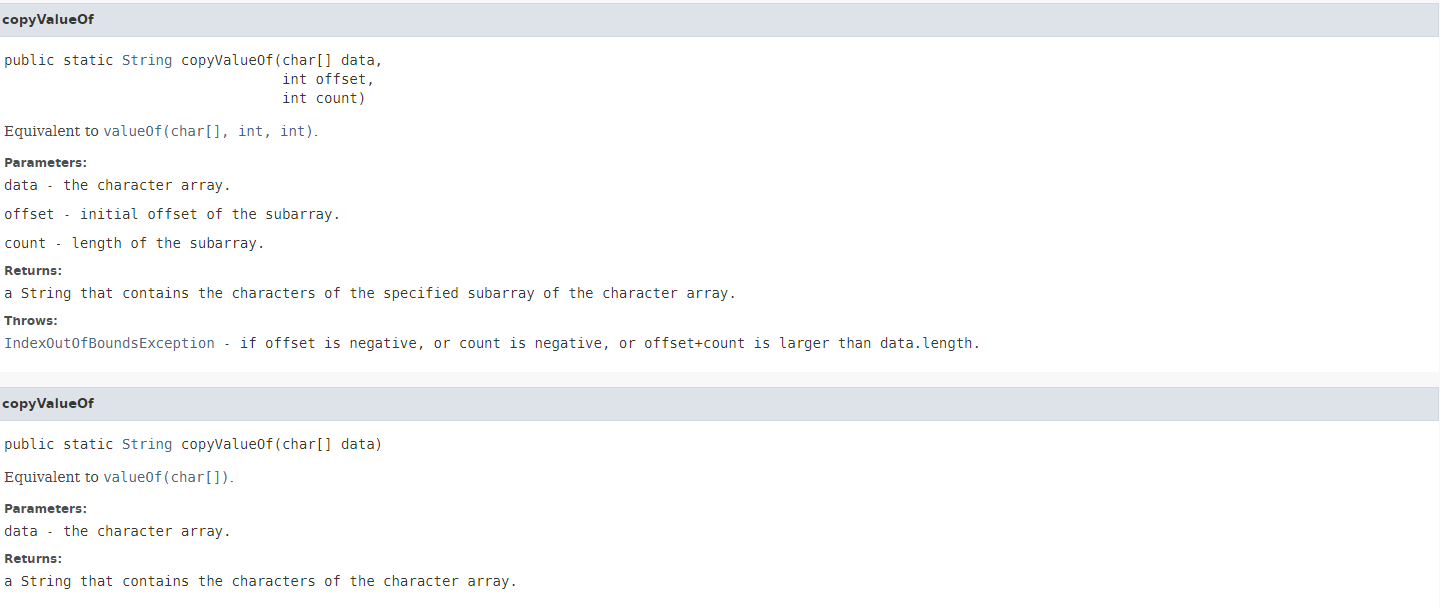 copyValueOf
public static String copyValueOf(char[] data,
int offset,
int count)
Equivalent to valueOf(char[], int, int).
Parameters:
data - the character array.
offset - initial offset of the subarray.
count - length of the subarray.
Returns:
a String that contains the characters of the specified subarray of the character array.
Throws:
IndexOutOfBoundsException - if offset is negative, or count is negative, or offset+count is larger than data.length.
copyValueOf
public static String copyValueOf(char[] data)
Equivalent to valueOf(char[]).
Parameters:
data - the character array.
Returns:
a String that contains the characters of the character array.